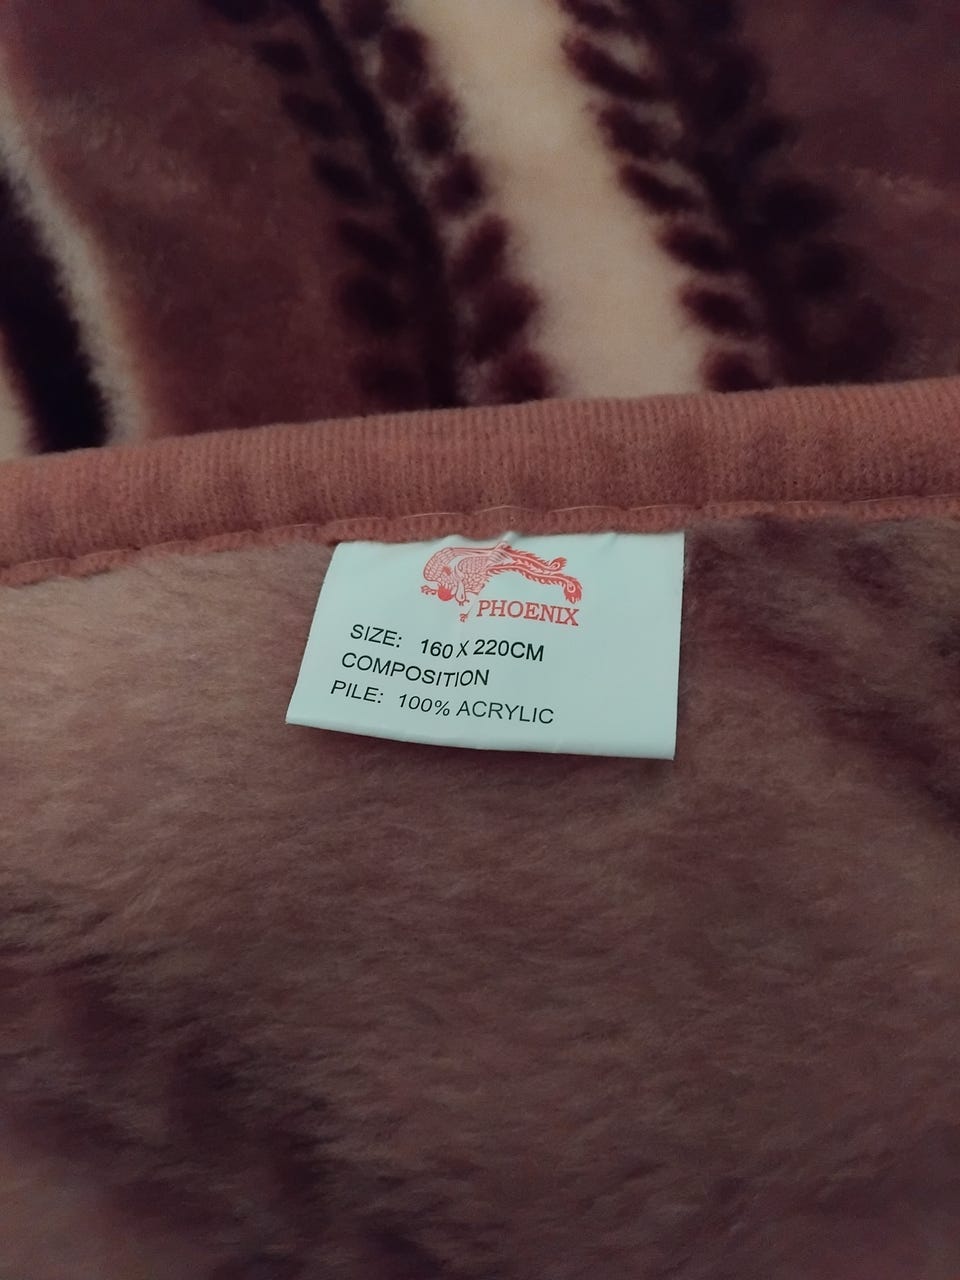 PHOENIX
SIZE: 160 X 220CM
COMPOSITION
PILE: 100% ACRYLIC